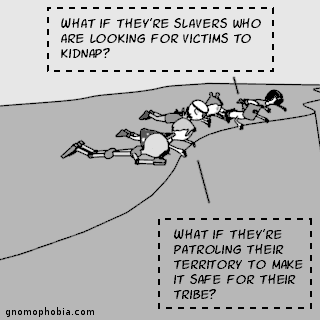 WHAT IF THEY'RE SLAVERS WHO
ARE LOOKING FOR VICTIMS TO
KIDNAP?
WHAT IF THEY'RE
PATROLING THEIR
TERRITORY TO MAKE
IT SAFE FOR THEIR
TRIBE?
gnomophobia.com